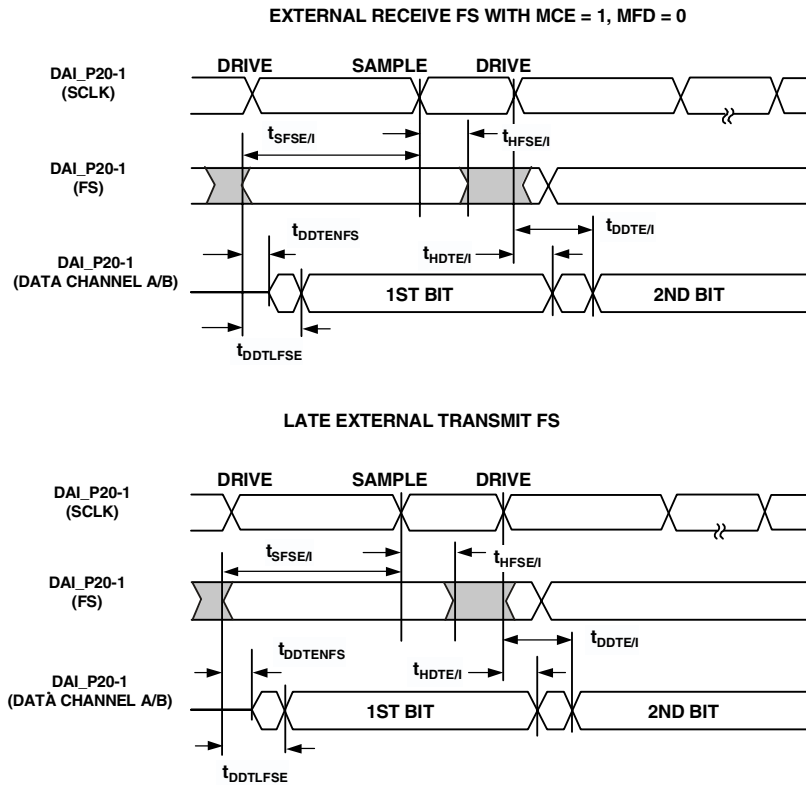 EXTERNAL RECEIVE FS WITH MCE = 1, MFD = 0
DRIVE SAMPLE DRIVE
DAI_P20-1
(SCLK)
tSFSE/I tHFSE/I
DAI_P20-1
(FS)
tDDTENFS tHDTE/I tDDTE/I
DAI_P20-1
(DATA CHANNEL A/B)
1ST BIT 2ND BIT
tDDTLFSE
LATE EXTERNAL TRANSMIT FS
DRIVE SAMPLE DRIVE
DAI_P20-1
(SCLK)
tSFSE/I tHFSE/I
DAI_P20-1
(FS)
tDDTENFS tHDTE/I tDDTE/I
DAI_P20-1
(DATA CHANNEL A/B)
1ST BIT 2ND BIT
tDDTLFSE